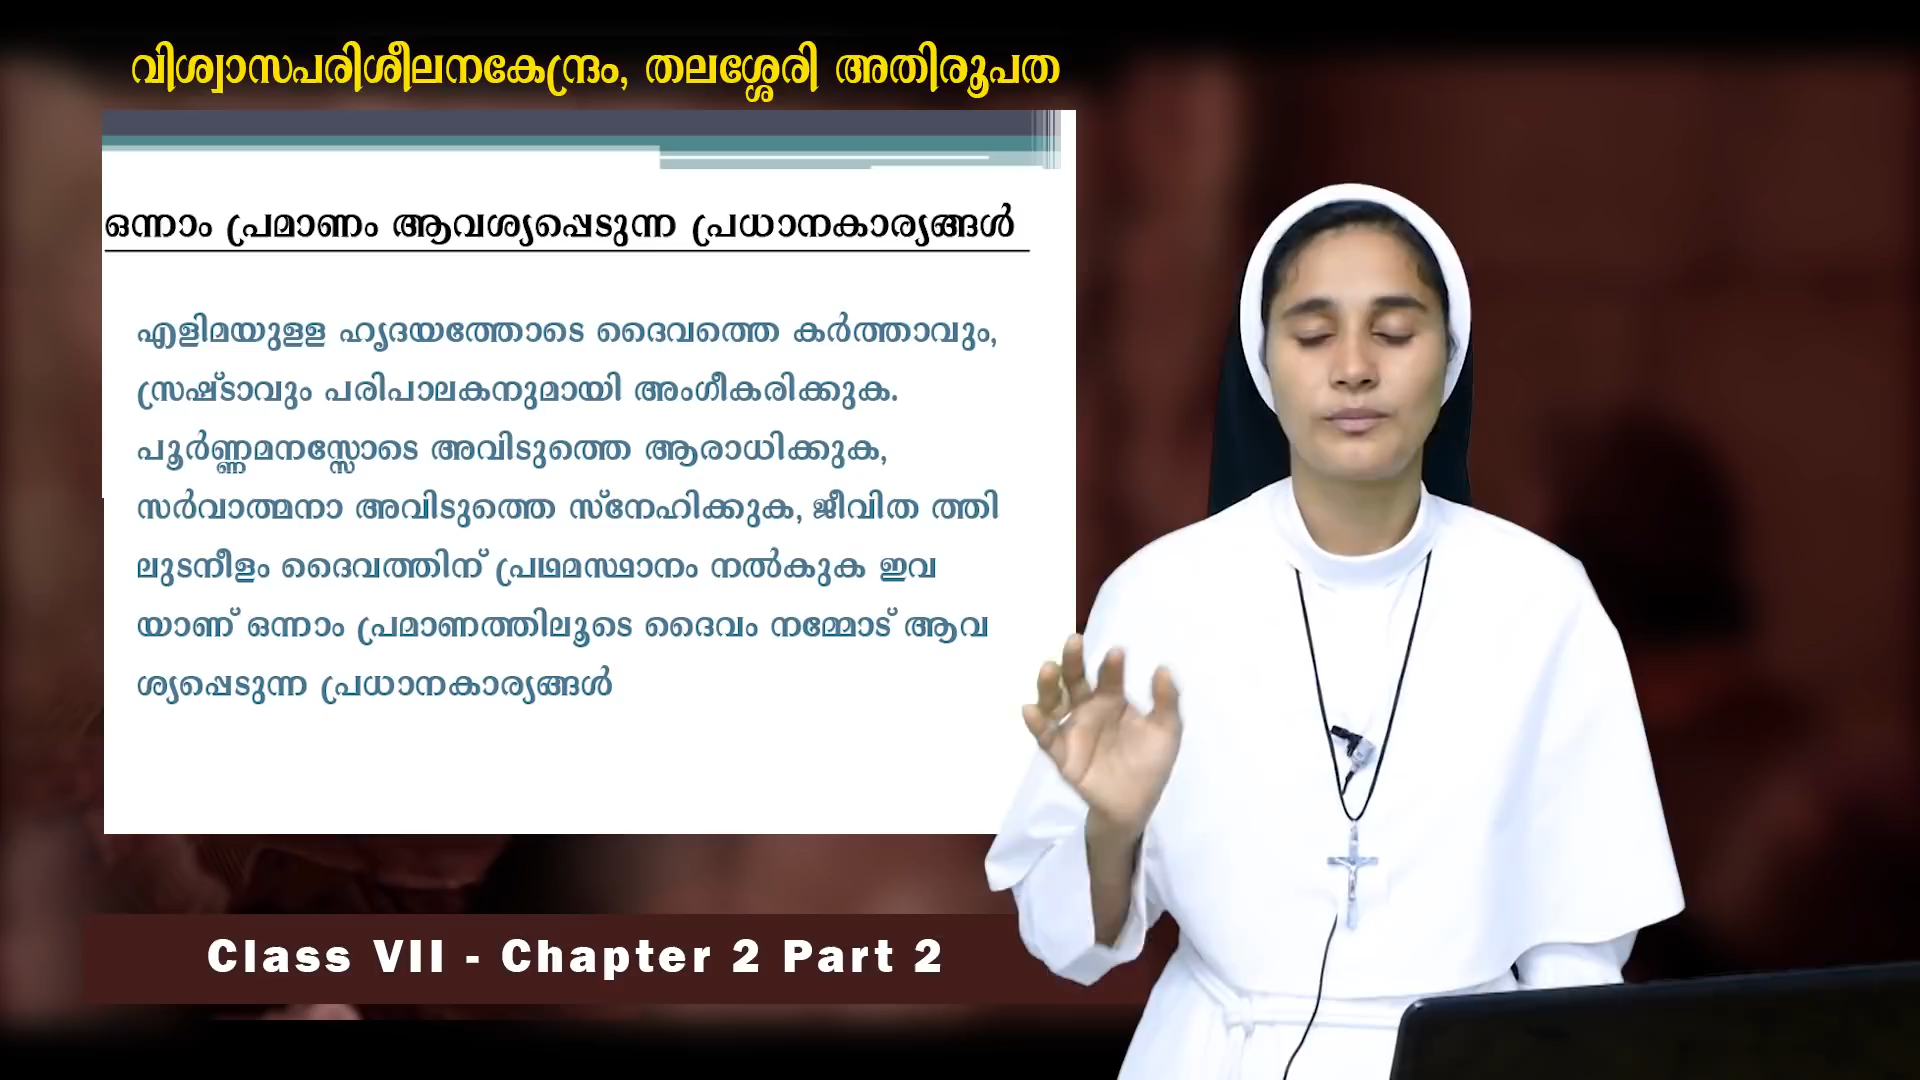 വിശ്വാസപരിശീലനകേന്ദ്രം, തലശ്ശേരി അതിരൂപത
ഒന്നാം പ്രമാണം ആവശ്യപ്പെടുന്ന പ്രധാനകാര്യങ്ങൾ
എളിമയുളള ഹൃദയത്തോടെ ദൈവത്തെ കർത്താവും,
സ്രഷ്ടാവും പരിപാലകനുമായി അംഗീകരിക്കുക.
പൂർണ്ണമനസ്സോടെ അവിടുത്തെ ആരാധിക്കുക,
സർവാത്മനാ അവിടുത്തെ സ്നേഹിക്കുക, ജീവിത ത്തി
ലുടനീളം ദൈവത്തിന് പ്രഥമസ്ഥാനം നൽകുക ഇവ
യാണ് ഒന്നാം പ്രമാണത്തിലൂടെ ദൈവം നമ്മോട് ആവ
ശ്യപ്പെടുന്ന പ്രധാനകാര്യങ്ങൾ
Class VII - Chapter 2 Part 2